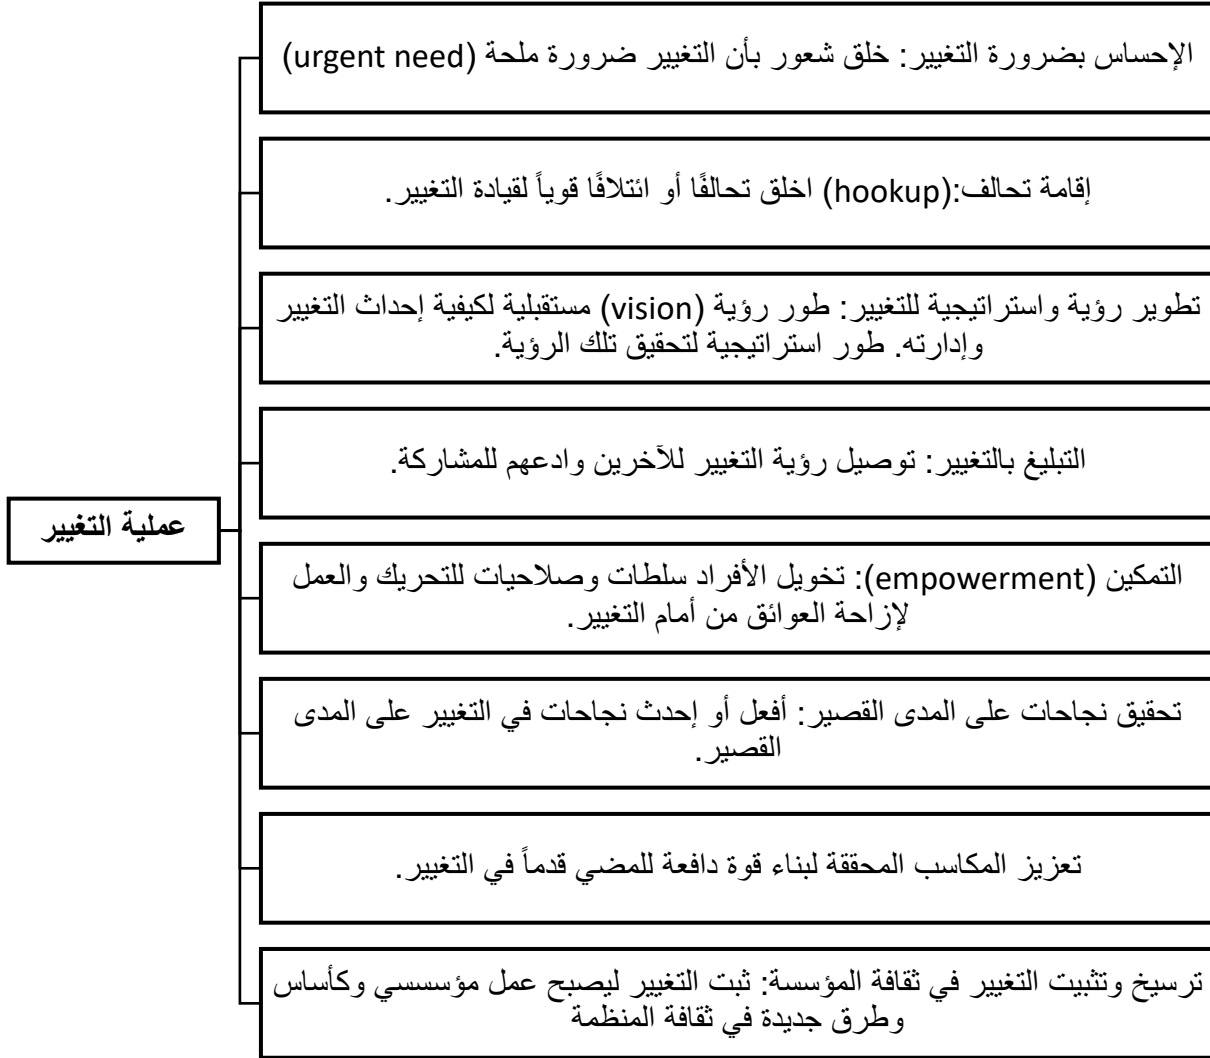 الإحساس بضرورة التغيير: خلق شعور بأن التغيير ضرورة ملحة (urgent need)
إقامة تحالف:(hookup) اخلق تحالفًا أو ائتلافًا قوياً لقيادة التغيير.
تطوير رؤية واستراتيجية للتغيير: طور رؤية (vision) مستقبلية لكيفية إحداث التغيير
وإدارته. طور استراتيجية لتحقيق تلك الرؤية.
التبليغ بالتغيير: توصيل رؤية التغيير للآخرين وادعهم للمشاركة.
عملية التغيير
التمكين (empowerment): تخويل الأفراد سلطات وصلاحيات للتحريك والعمل
لإزاحة العوائق من أمام التغيير.
تحقيق نجاحات على المدى القصير: أفعل أو إحدث نجاحات في التغيير على المدى
القصير.
تعزيز المكاسب المحققة لبناء قوة دافعة للمضي قدماً في التغيير.
ترسيخ وتثبيت التغيير في ثقافة المؤسسة: ثبت التغيير ليصبح عمل مؤسسسي وكأساس
وطرق جديدة في ثقافة المنظمة